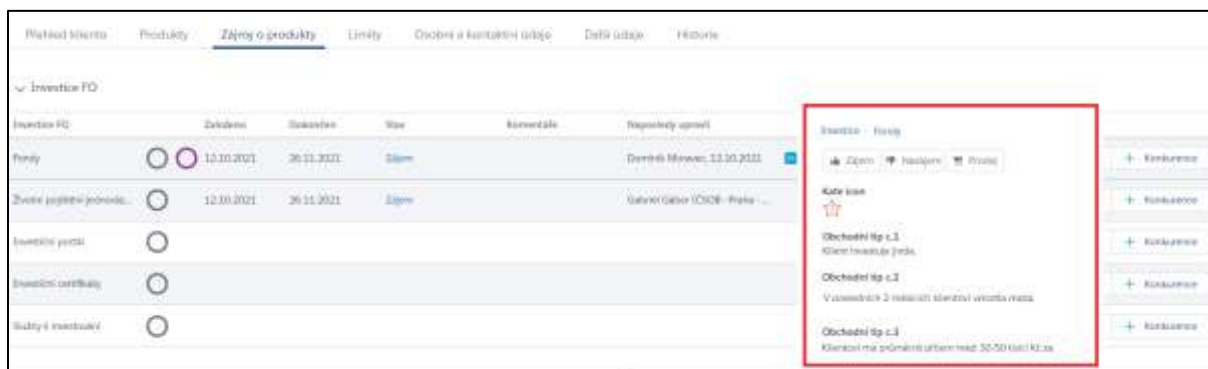 Přehled klienta Produkty Zájmy o produkty Limity Osobní a kontaktní údaje Další údaje Historie
Investice FO
Investice FO Založeno Dokončen Stav Komentáře Naposledy upravil
Fondy 12.10.2021 26.11.2021 Zájem Dominik Moravec, 12.10.2021 + Konkurence
Životní pojištění jednoráz... 12.10.2021 26.11.2021 Zájem Gabriel Gábor (ČSOB - Praha - ... + Konkurence
Investiční portál + Konkurence
Investiční certifikáty + Konkurence
Služby k investování + Konkurence
Investice - Fondy
Zájem Nezájem Prodej
Kate icon
Obchodní tip č.1
Klient investuje jinde.
Obchodní tip č.2
V posledních 2 měsících klientovi vzrostla mzda.
Obchodní tip č.3
Klientovi má průměrně příjem mezi 30-50 tisíci Kč za